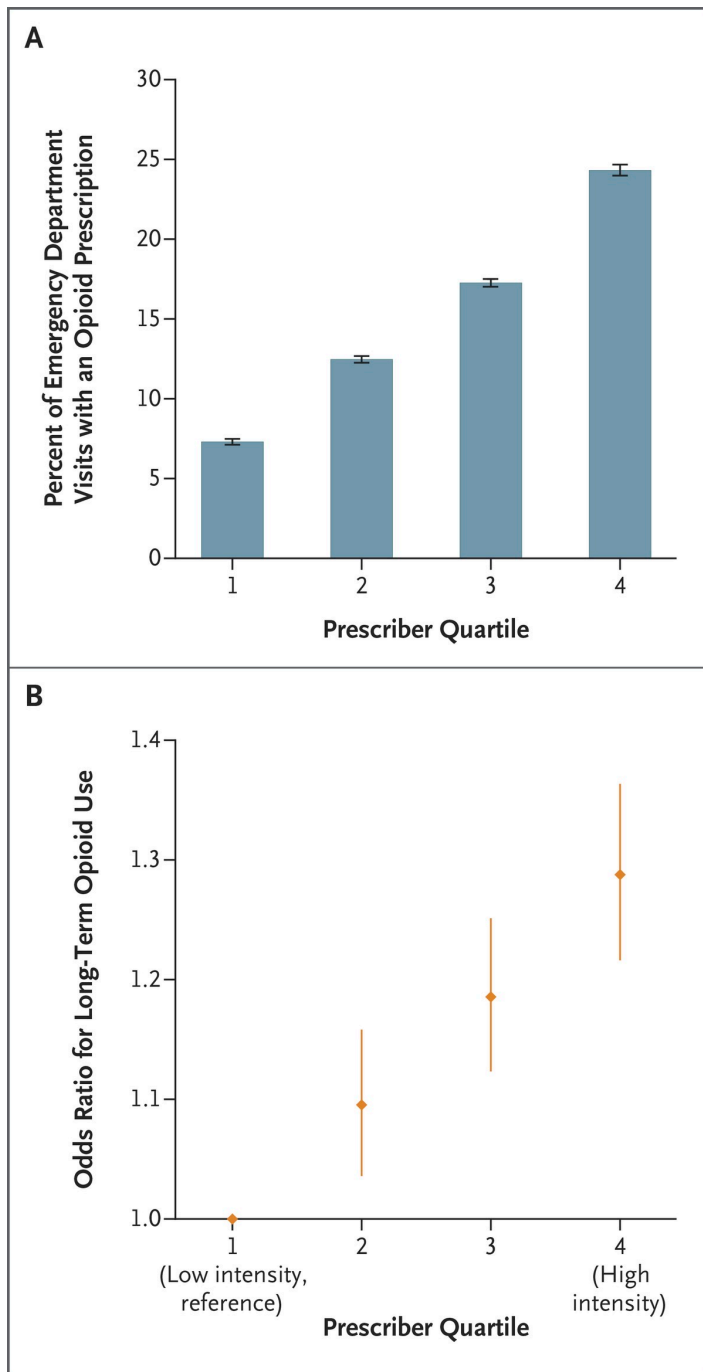 A
Percent of Emergency Department
Visits with an Opioid Prescription
30
25
20
15
10
5
0
1
2
3
4
Prescriber Quartile
B
Odds Ratio for Long-Term Opioid Use
1.4
1.3
1.2
1.1
1.0
1
(Low intensity,
reference)
2
3
4
(High
intensity)
Prescriber Quartile